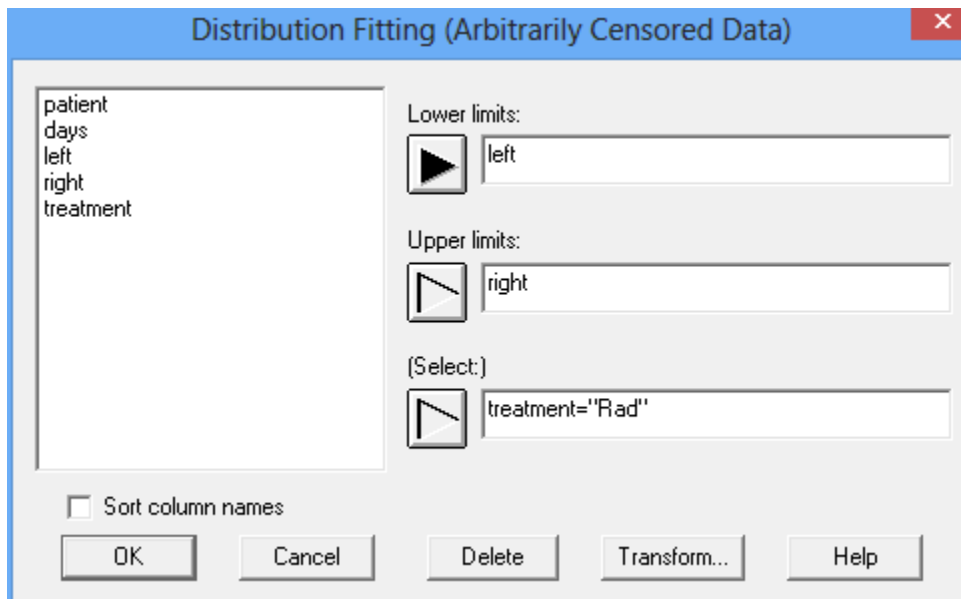 Distribution Fitting (Arbitrarily Censored Data)
patient
days
left
right
treatment
Lower limits:
left
Upper limits:
right
(Select:)
treatment="Rad"
Sort column names
OK
Cancel
Delete
Transform...
Help